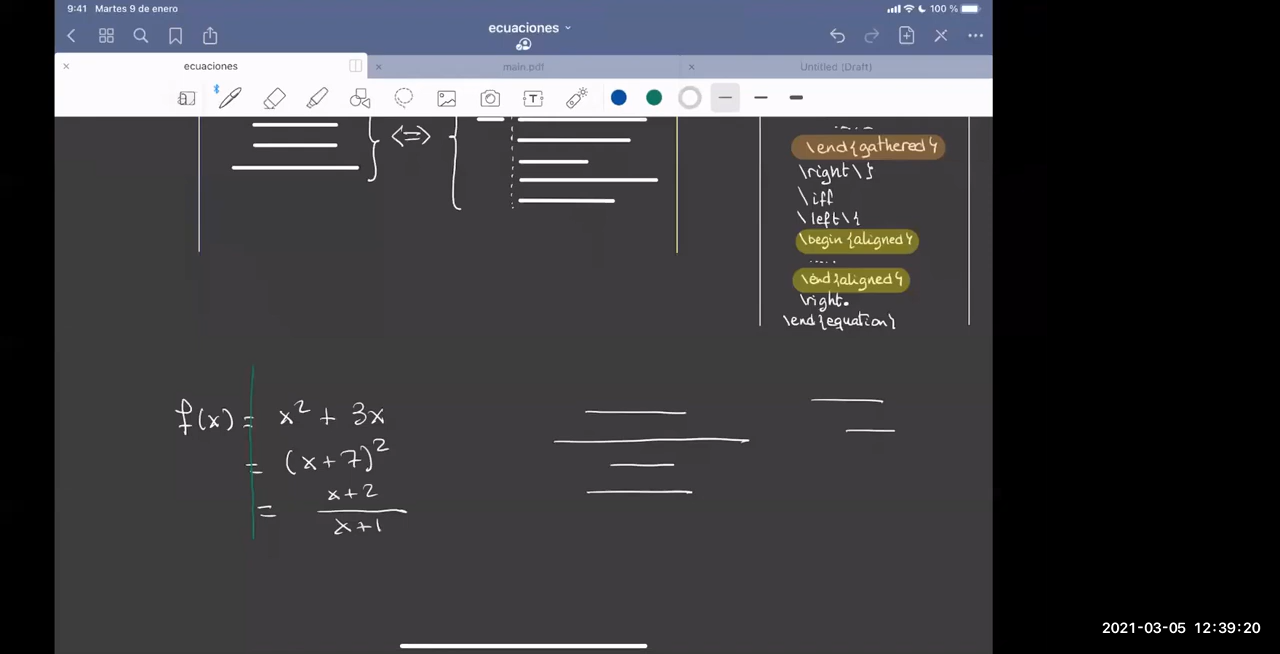 9:41 Martes 9 de enero 100 %
ecuaciones
ecuaciones main.pdf Untitled (Draft)
T
⟺
\end{gathered}
\right\}
\iff
\left\{
\begin{aligned}
....
\end{aligned}
\right.
\end{equation}
f(x) = x² + 3x
= (x+7)²
= x+2
x+1
2021-03-05 12:39:20